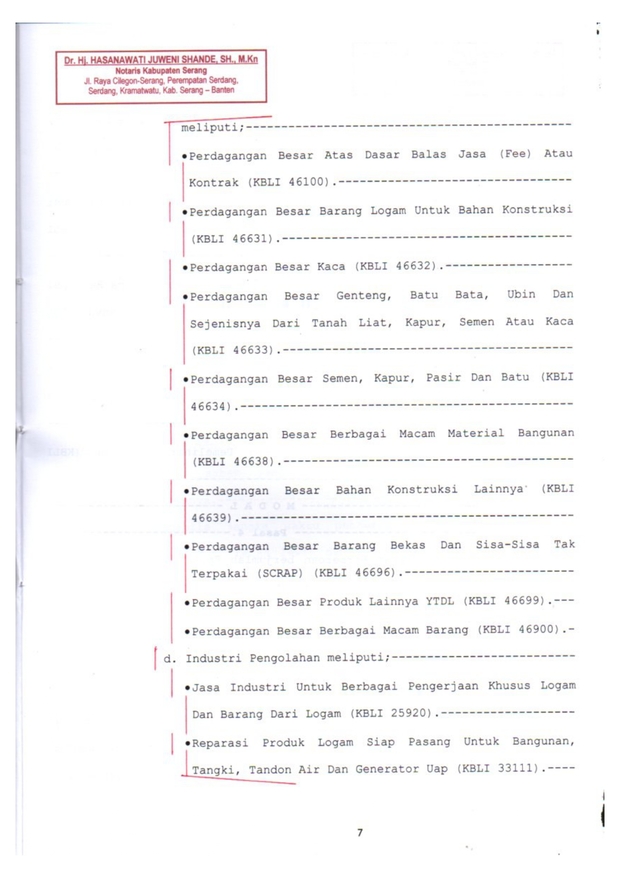 Dr. Hj. HASANAWATI JUWENI SHANDE, SH., M.Kn
Notaris Kabupaten Serang
Jl. Raya Cilegon-Serang, Perempatan Serdang,
Serdang, Kramatwatu, Kab. Serang – Banten
meliputi;----------------------------------------------
•Perdagangan Besar Atas Dasar Balas Jasa (Fee) Atau
Kontrak (KBLI 46100).---------------------------------
•Perdagangan Besar Barang Logam Untuk Bahan Konstruksi
(KBLI 46631).-----------------------------------------
•Perdagangan Besar Kaca (KBLI 46632).------------------
•Perdagangan Besar Genteng, Batu Bata, Ubin Dan
Sejenisnya Dari Tanah Liat, Kapur, Semen Atau Kaca
(KBLI 46633).-----------------------------------------
•Perdagangan Besar Semen, Kapur, Pasir Dan Batu (KBLI
46634).-----------------------------------------------
•Perdagangan Besar Berbagai Macam Material Bangunan
(KBLI 46638).-----------------------------------------
•Perdagangan Besar Bahan Konstruksi Lainnya (KBLI
46639).-----------------------------------------------
•Perdagangan Besar Barang Bekas Dan Sisa-Sisa Tak
Terpakai (SCRAP) (KBLI 46696).------------------------
•Perdagangan Besar Produk Lainnya YTDL (KBLI 46699).---
•Perdagangan Besar Berbagai Macam Barang (KBLI 46900).-
d. Industri Pengolahan meliputi;--------------------------
•Jasa Industri Untuk Berbagai Pengerjaan Khusus Logam
Dan Barang Dari Logam (KBLI 25920).-------------------
•Reparasi Produk Logam Siap Pasang Untuk Bangunan,
Tangki, Tandon Air Dan Generator Uap (KBLI 33111).----
7